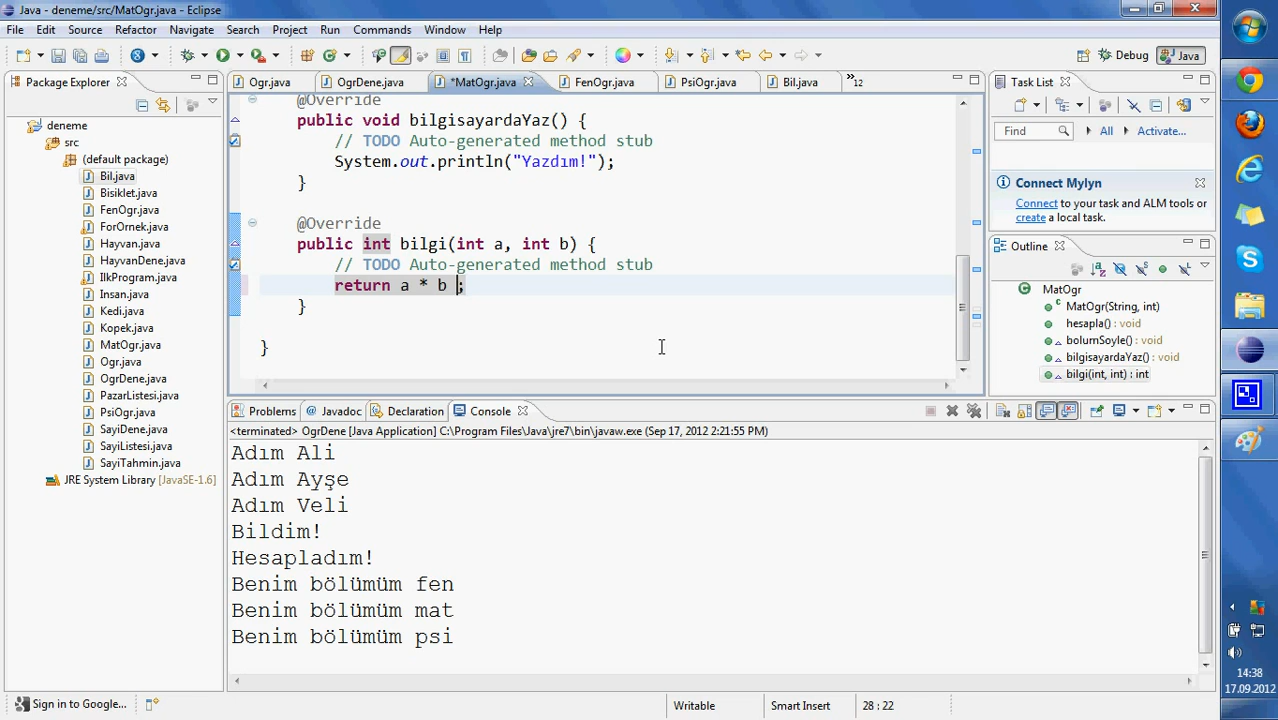 Java - deneme/src/MatOgr.java - Eclipse
File Edit Source Refactor Navigate Search Project Run Commands Window Help
Debug Java
Package Explorer
Ogr.java OgrDene.java *MatOgr.java FenOgr.java PsiOgr.java Bil.java »12
Task List
deneme
src
(default package)
Bil.java
Bisiklet.java
FenOgr.java
ForOrnek.java
Hayvan.java
HayvanDene.java
IlkProgram.java
Insan.java
Kedi.java
Kopek.java
MatOgr.java
Ogr.java
OgrDene.java
PazarListesi.java
PsiOgr.java
SayiDene.java
SayiListesi.java
SayiTahmin.java
JRE System Library [JavaSE-1.6]
@Override
public void bilgisayardaYaz() {
// TODO Auto-generated method stub
System.out.println("Yazdım!");
}
@Override
public int bilgi(int a, int b) {
// TODO Auto-generated method stub
return a * b ;
}
}
Find All Activate...
Connect Mylyn
Connect to your task and ALM tools or
create a local task.
Outline
MatOgr
MatOgr(String, int)
hesapla() : void
bolumSoyle() : void
bilgisayardaYaz() : void
bilgi(int, int) : int
Problems Javadoc Declaration Console
<terminated> OgrDene [Java Application] C:\Program Files\Java\jre7\bin\javaw.exe (Sep 17, 2012 2:21:55 PM)
Adım Ali
Adım Ayşe
Adım Veli
Bildim!
Hesapladım!
Benim bölümüm fen
Benim bölümüm mat
Benim bölümüm psi
Sign in to Google...
Writable Smart Insert 28 : 22
14:38
17.09.2012